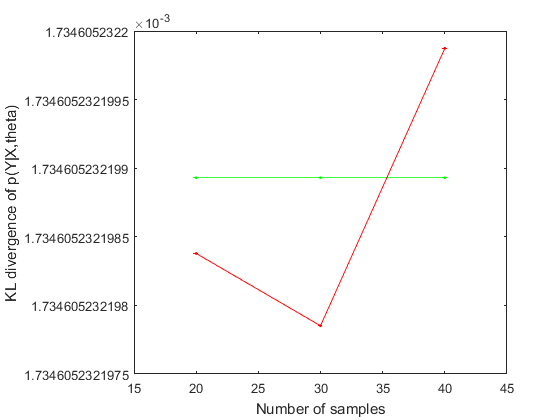 ×10-3
1.7346052322
1.7346052321995
1.734605232199
1.7346052321985
1.734605232198
1.7346052321975
15 20 25 30 35 40 45
Number of samples
KL divergence of p(Y|X,theta)